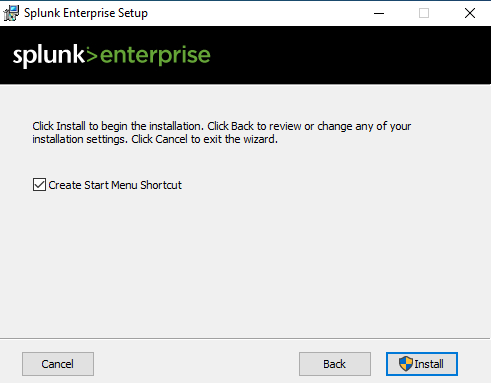 Splunk Enterprise Setup
splunk>enterprise
Click Install to begin the installation. Click Back to review or change any of your
installation settings. Click Cancel to exit the wizard.
Create Start Menu Shortcut
Cancel
Back
Install